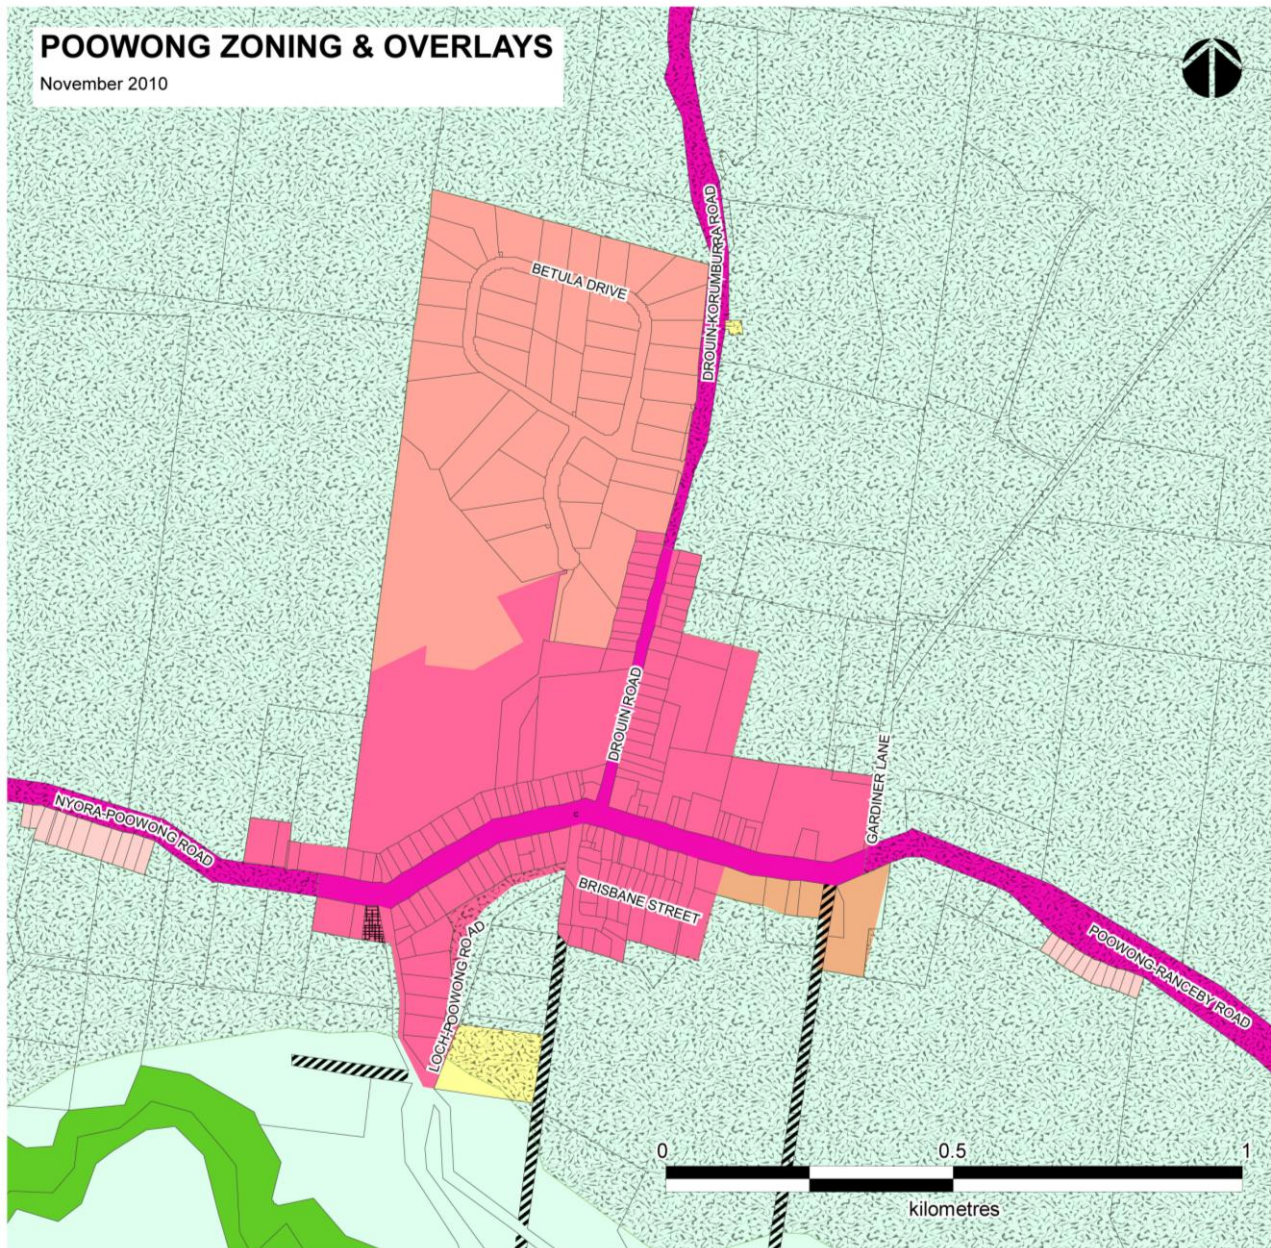 POOWONG ZONING & OVERLAYS
November 2010
DROUIN-KORUMBURRA ROAD
BETULA DRIVE
DROUIN ROAD
GARDINER LANE
NYORA-POOWONG ROAD
BRISBANE STREET
LOCH-POOWONG ROAD
POOWONG-RANCEBY ROAD
0 0.5 1
kilometres